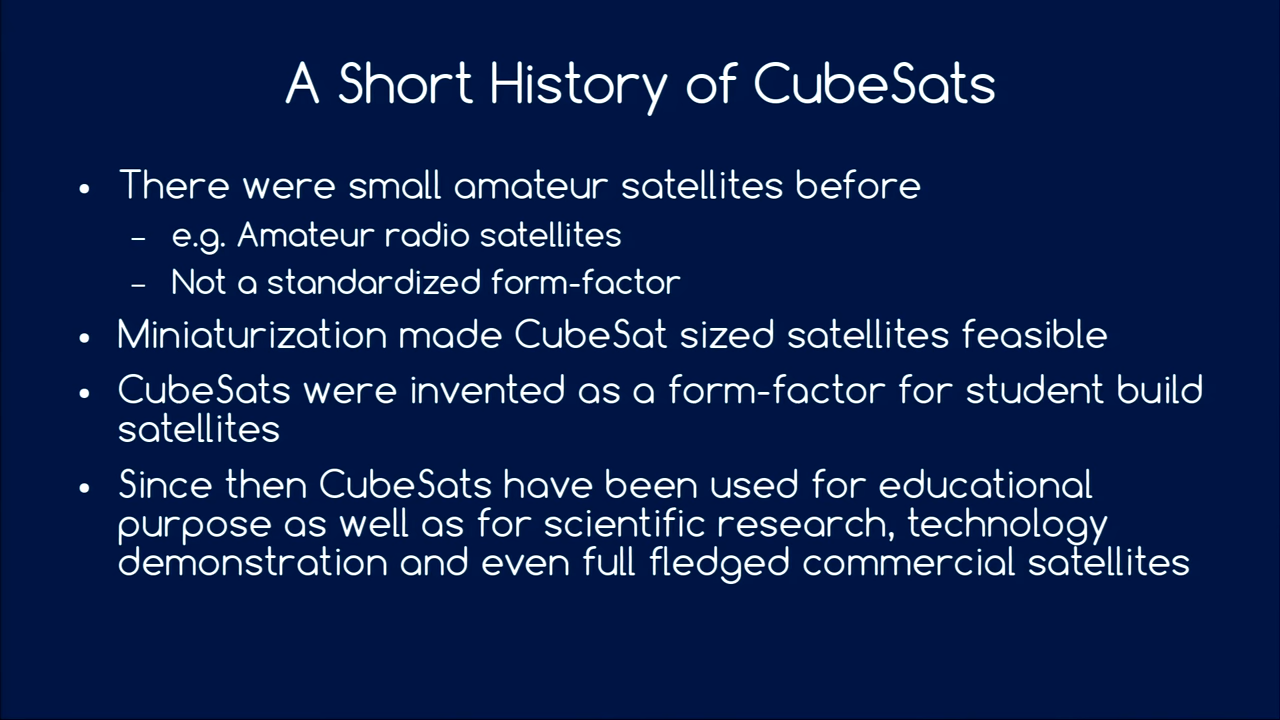 A Short History of CubeSats
• There were small amateur satellites before
– e.g. Amateur radio satellites
– Not a standardized form-factor
• Miniaturization made CubeSat sized satellites feasible
• CubeSats were invented as a form-factor for student build
satellites
• Since then CubeSats have been used for educational
purpose as well as for scientific research, technology
demonstration and even full fledged commercial satellites